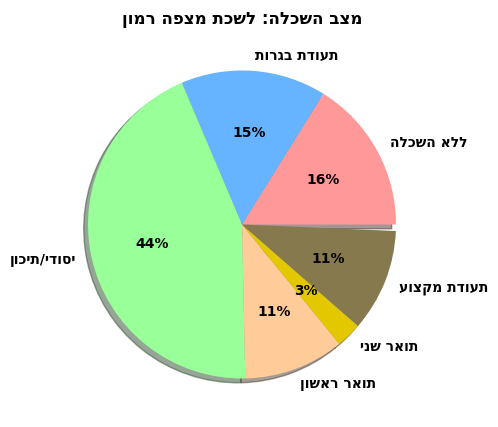 מצב השכלה: לשכת מצפה רמון
תעודת בגרות
15%
ללא השכלה
16%
44%
יסודי/תיכון
11%
תעודת מקצוע
3%
11%
תואר שני
תואר ראשון